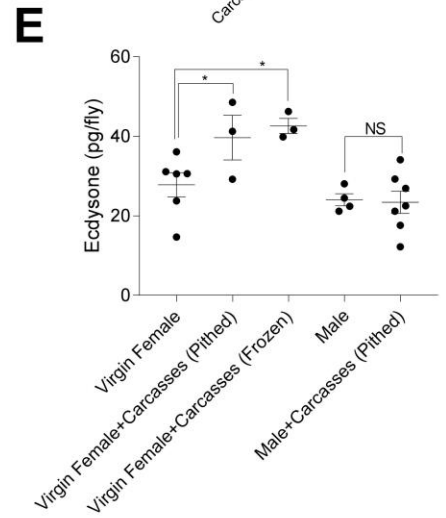 E
60
40
20
0
Ecdysone (pg/fly)
*
*
NS
Virgin Female
Virgin Female+Carcasses (Pithed)
Virgin Female+Carcasses (Frozen)
Male
Male+Carcasses (Pithed)